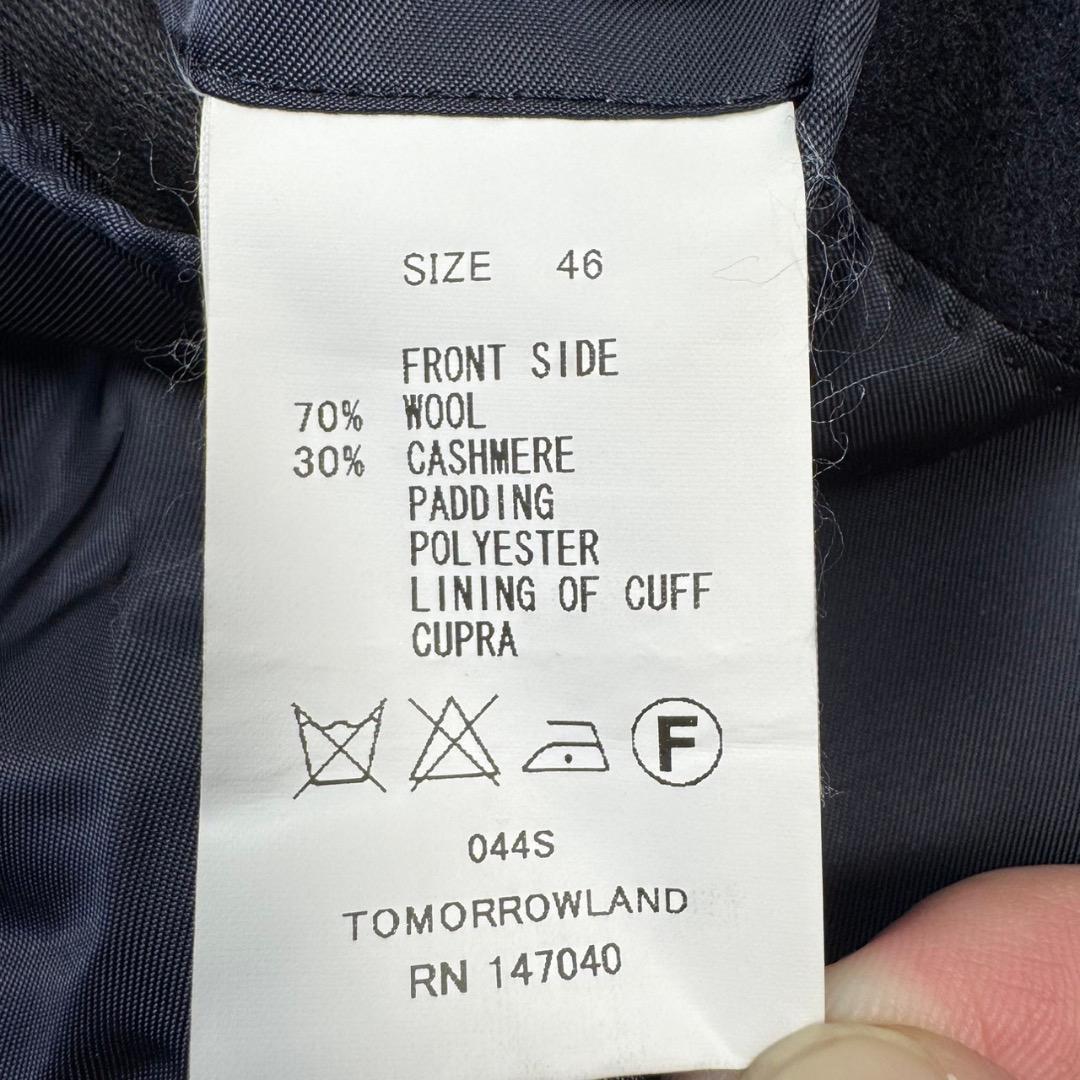 SIZE 46
FRONT SIDE
70% WOOL
30% CASHMERE
PADDING
POLYESTER
LINING OF CUFF
CUPRA
F
044S
TOMORROWLAND
RN 147040